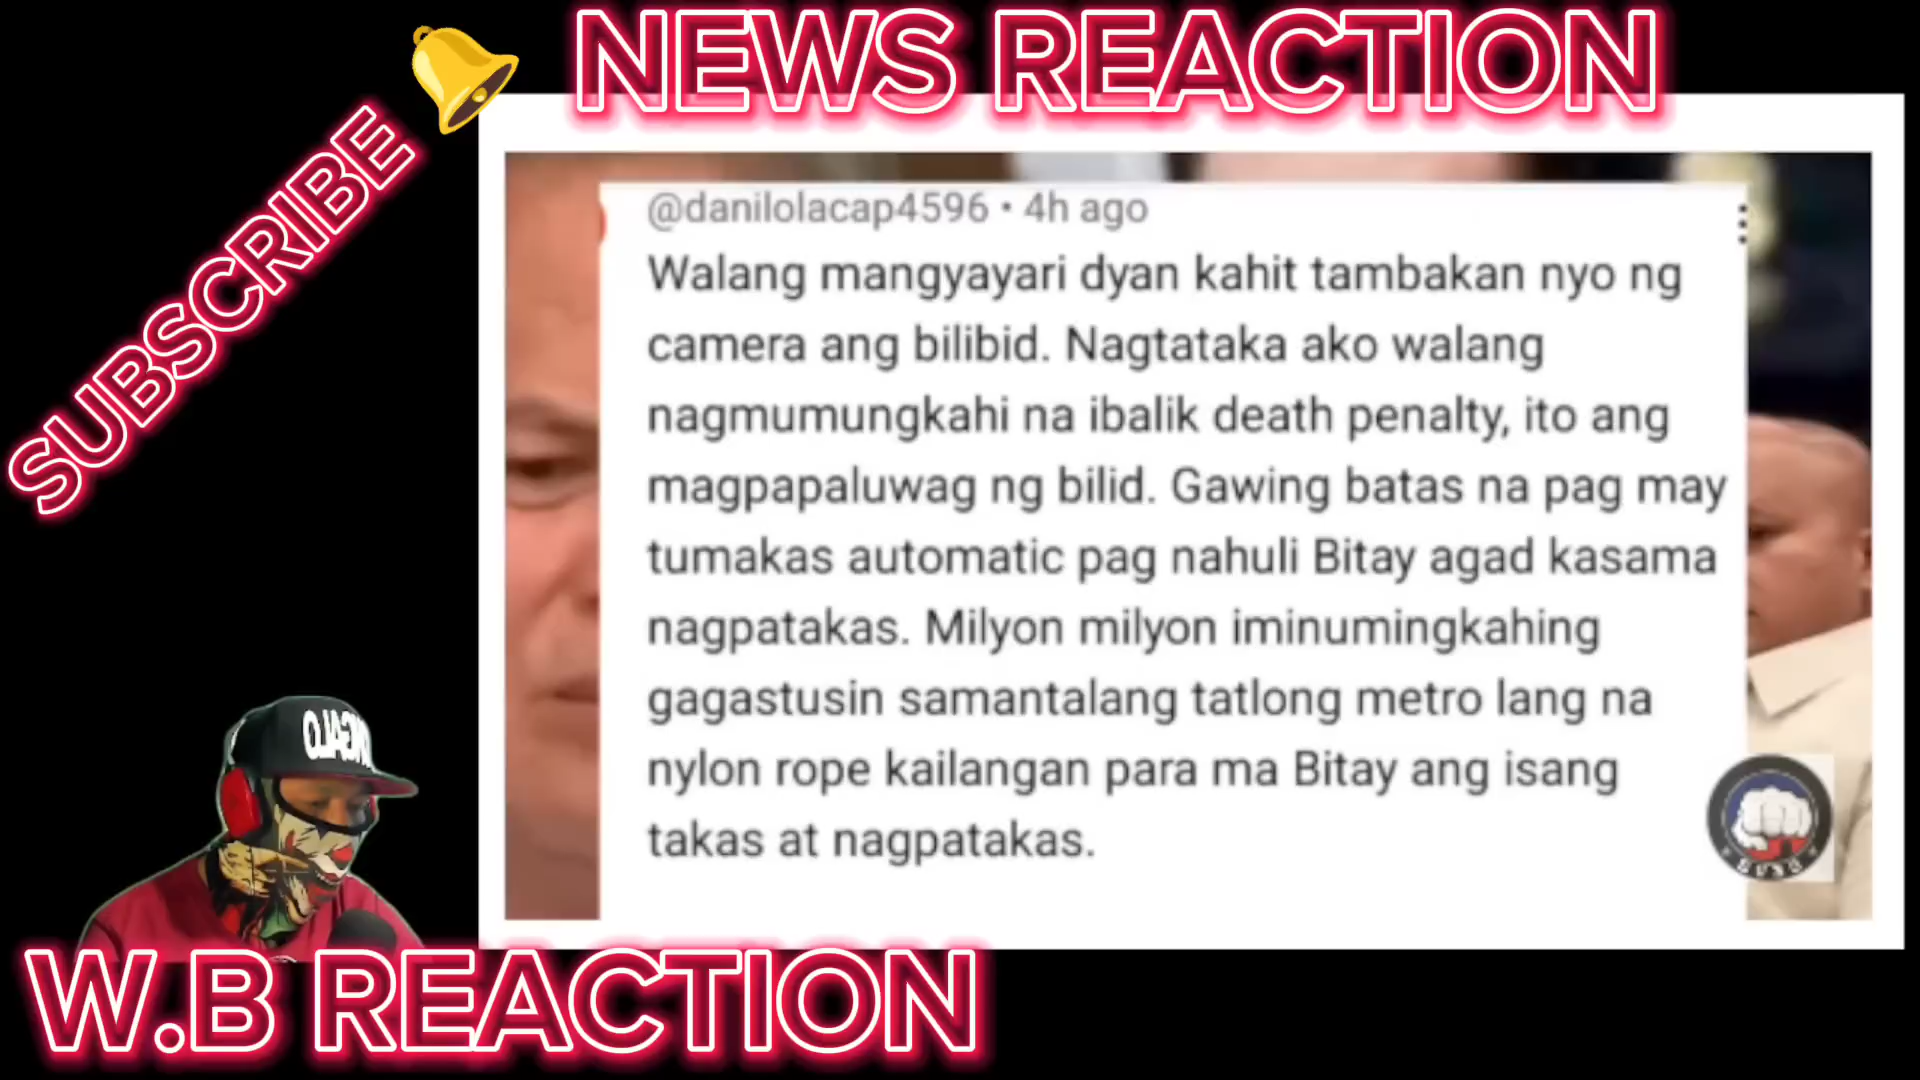 NEWS REACTION
SUBSCRIBE
@danilolacap4596 • 4h ago
Walang mangyayari dyan kahit tambakan nyo ng
camera ang bilibid. Nagtataka ako walang
nagmumungkahi na ibalik death penalty, ito ang
magpapaluwag ng bilid. Gawing batas na pag may
tumakas automatic pag nahuli Bitay agad kasama
nagpatakas. Milyon milyon iminumingkahing
gagastusin samantalang tatlong metro lang na
nylon rope kailangan para ma Bitay ang isang
takas at nagpatakas.
W.B REACTION